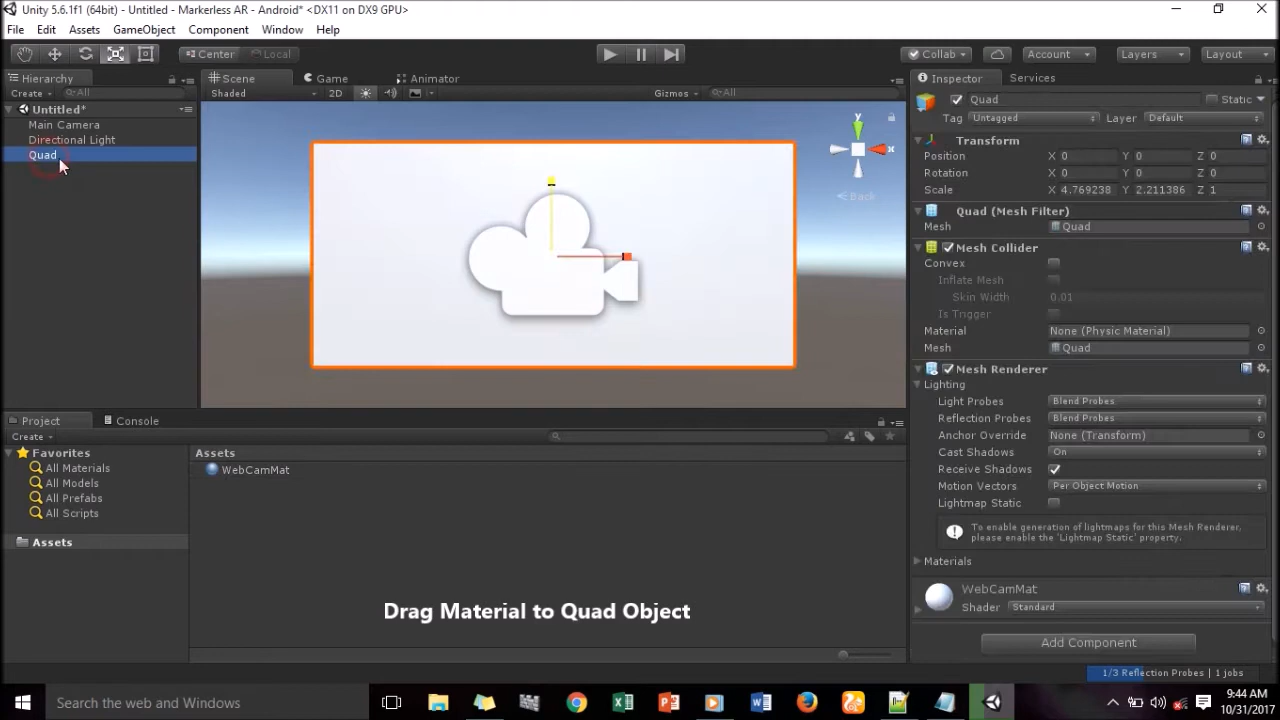 Unity 5.6.1f1 (64bit) - Untitled - Markerless AR - Android* <DX11 on DX9 GPU>
File Edit Assets GameObject Component Window Help
Center Local Collab Account Layers Layout
Hierarchy
Create All
Untitled*
Main Camera
Directional Light
Quad
Scene Game Animator
Shaded 2D Gizmos All
y
x
Back
Inspector Services
Quad Static
Tag Untagged Layer Default
Transform
Position X 0 Y 0 Z 0
Rotation X 0 Y 0 Z 0
Scale X 4.769238 Y 2.211386 Z 1
Quad (Mesh Filter)
Mesh Quad
Mesh Collider
Convex
Inflate Mesh
Skin Width 0.01
Is Trigger
Material None (Physic Material)
Mesh Quad
Mesh Renderer
Lighting
Light Probes Blend Probes
Reflection Probes Blend Probes
Anchor Override None (Transform)
Cast Shadows On
Receive Shadows
Motion Vectors Per Object Motion
Lightmap Static
To enable generation of lightmaps for this Mesh Renderer,
please enable the 'Lightmap Static' property.
Materials
WebCamMat
Shader Standard
Add Component
Project Console
Create
Favorites
All Materials
All Models
All Prefabs
All Scripts
Assets
Assets
WebCamMat
Drag Material to Quad Object
1/3 Reflection Probes | 1 jobs
Search the web and Windows
9:44 AM
10/31/2017